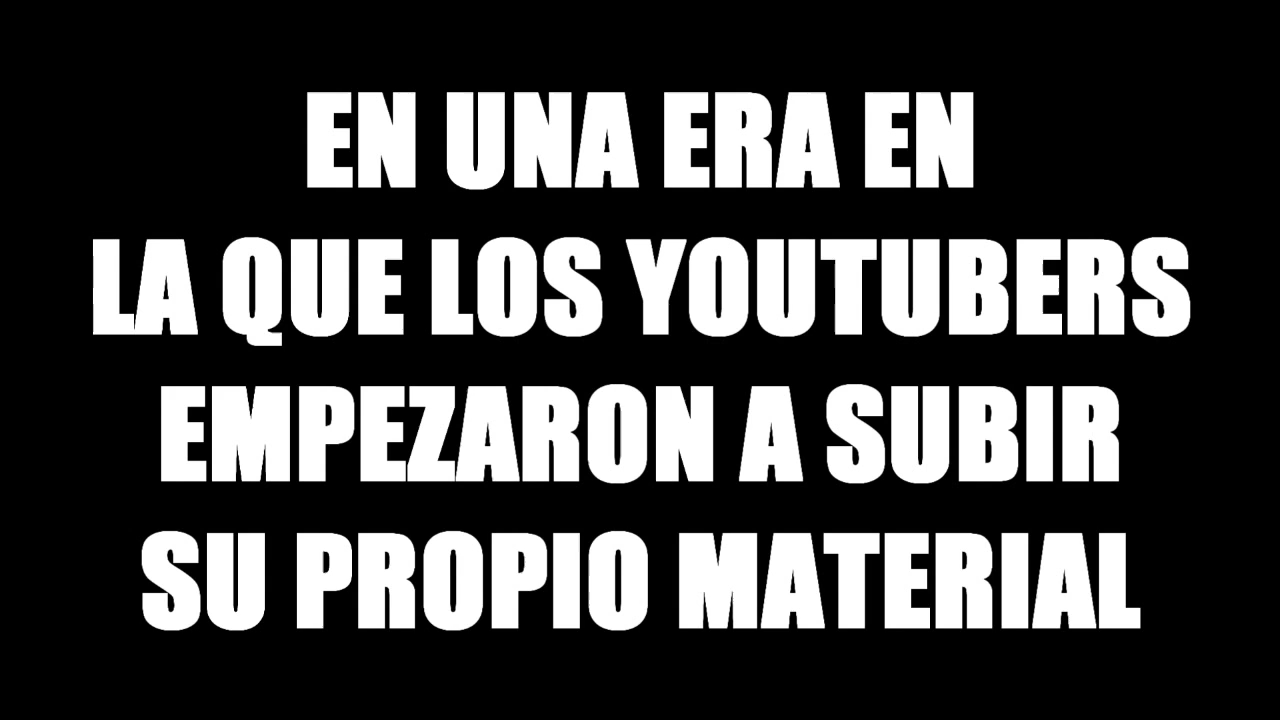 EN UNA ERA EN
LA QUE LOS YOUTUBERS
EMPEZARON A SUBIR
SU PROPIO MATERIAL